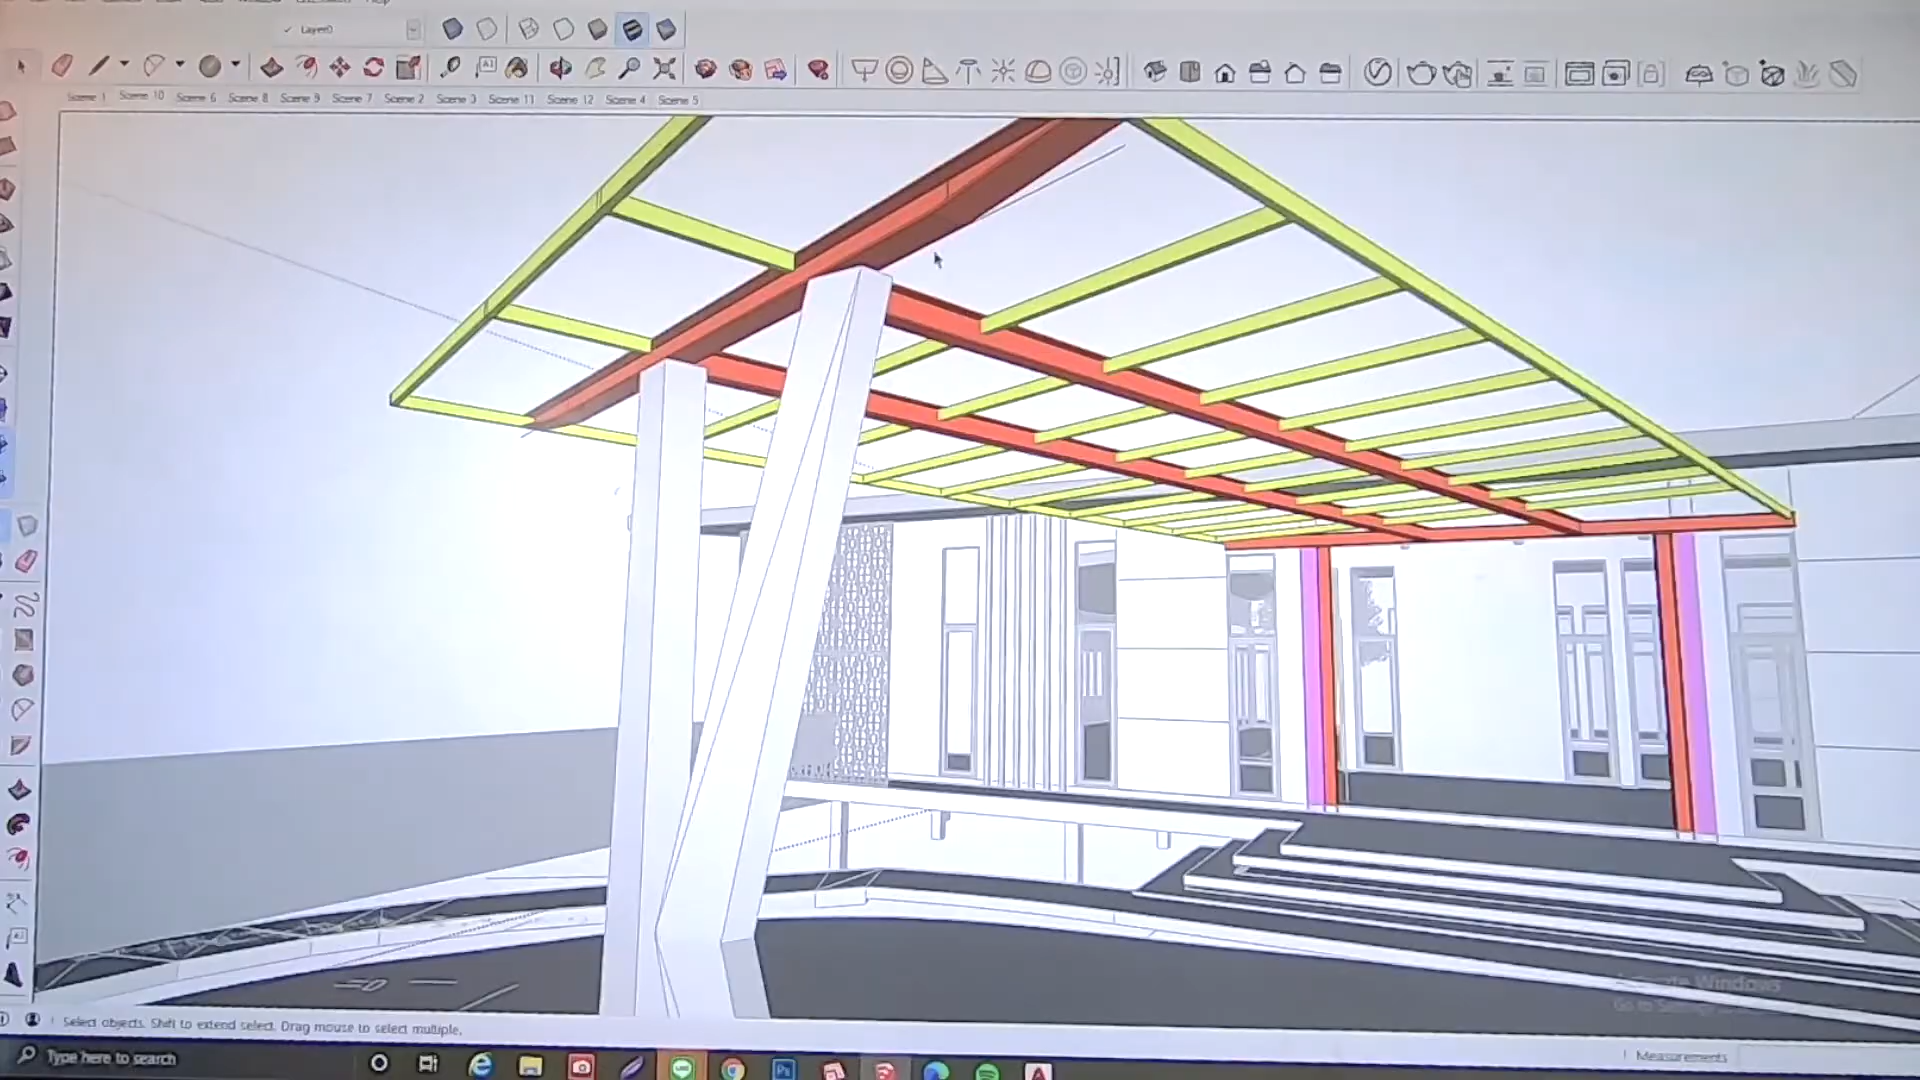 Layer0
Scene 1 Scene 10 Scene 6 Scene 8 Scene 9 Scene 7 Scene 2 Scene 3 Scene 11 Scene 12 Scene 4 Scene 5
Activate Windows
Select objects. Shift to extend select. Drag mouse to select multiple.
Measurements
Type here to search